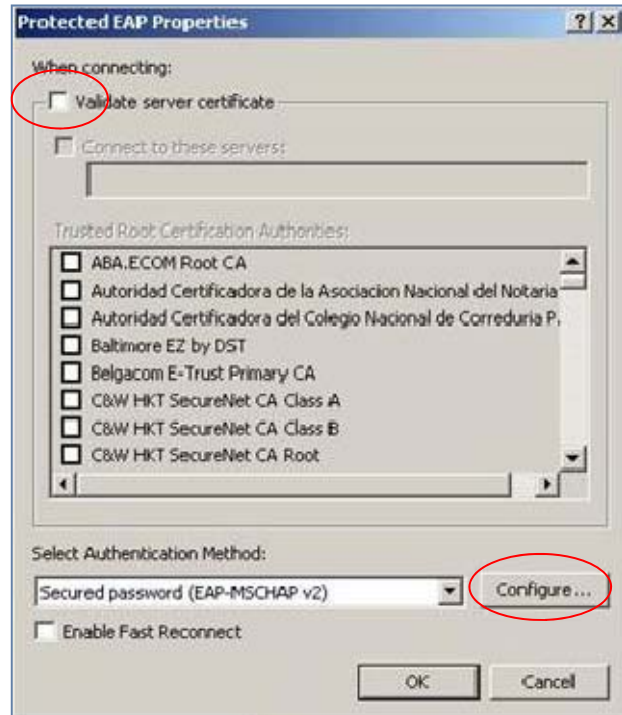 Protected EAP Properties
When connecting:
Validate server certificate
Connect to these servers:
Trusted Root Certification Authorities:
ABA.ECOM Root CA
Autoridad Certificadora de la Asociacion Nacional del Notaria
Autoridad Certificadora del Colegio Nacional de Correduria P.
Baltimore EZ by DST
Belgacom E-Trust Primary CA
C&W HKT SecureNet CA Class A
C&W HKT SecureNet CA Class B
C&W HKT SecureNet CA Root
Select Authentication Method:
Secured password (EAP-MSCHAP v2)
Configure...
Enable Fast Reconnect
OK
Cancel